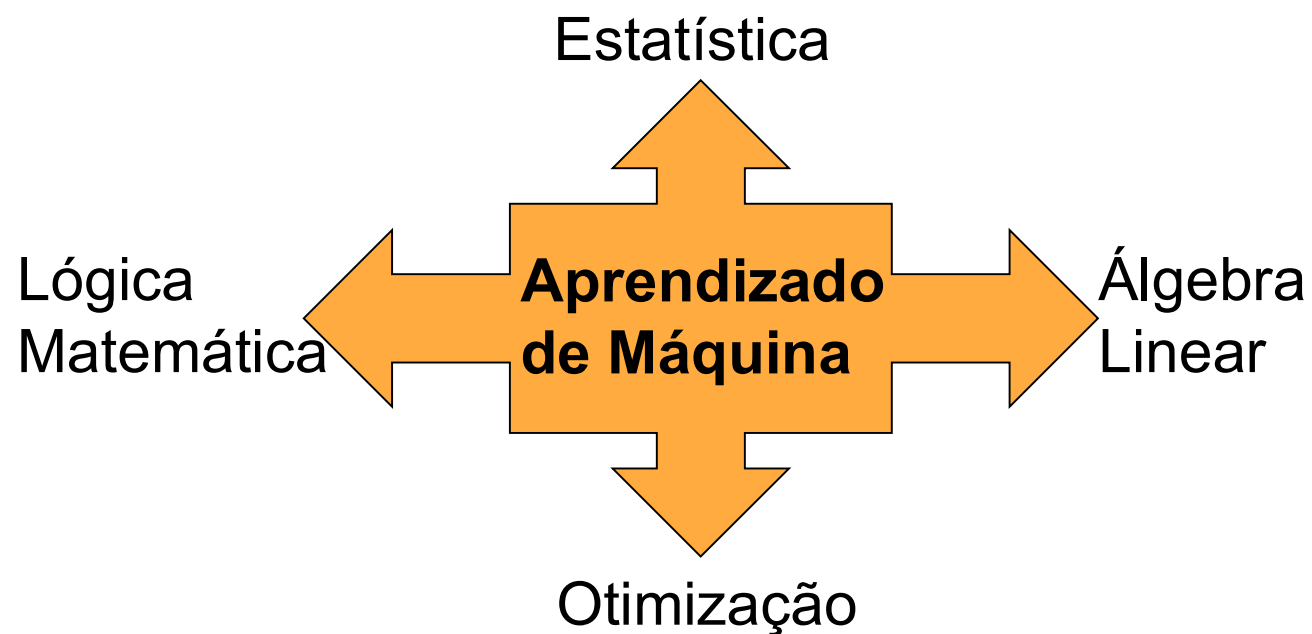 Estatística
Lógica
Matemática
Aprendizado
de Máquina
Álgebra
Linear
Otimização